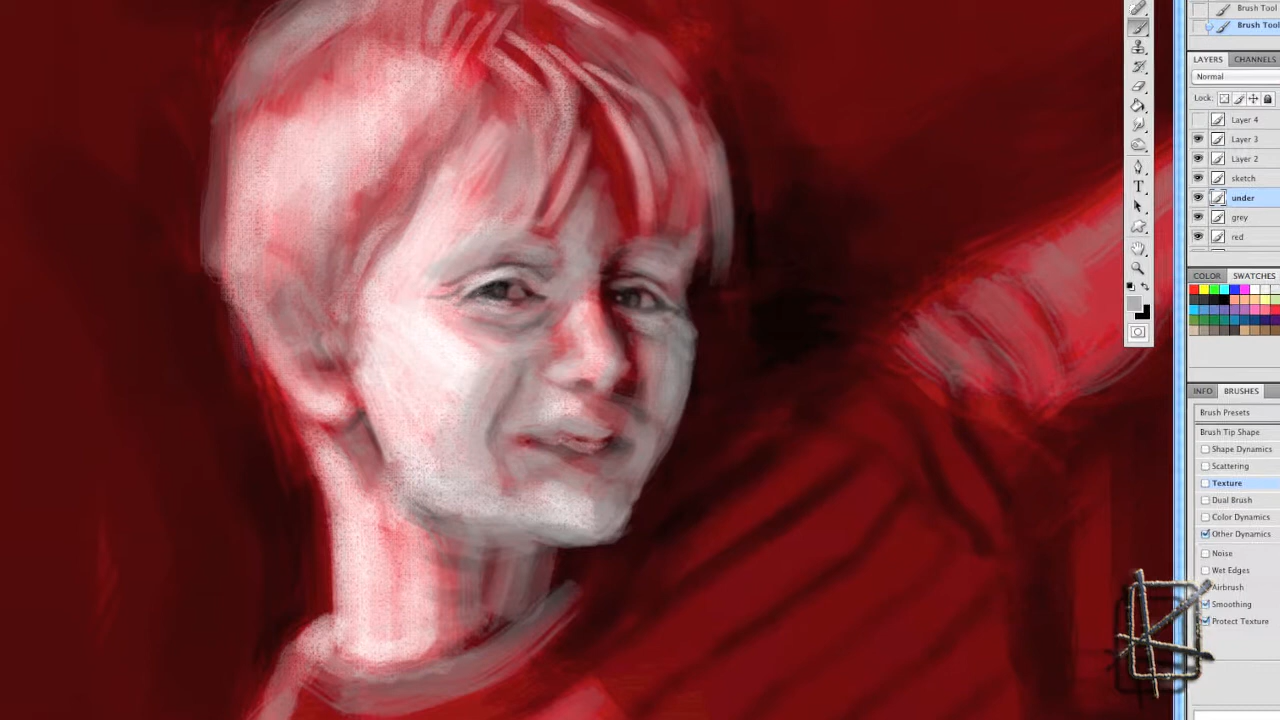 Brush Tool
Brush Tool
LAYERS CHANNELS
Normal
Lock:
Layer 4
Layer 3
Layer 2
sketch
under
grey
red
COLOR SWATCHES
INFO BRUSHES
Brush Presets
Brush Tip Shape
Shape Dynamics
Scattering
Texture
Dual Brush
Color Dynamics
Other Dynamics
Noise
Wet Edges
Airbrush
Smoothing
Protect Texture